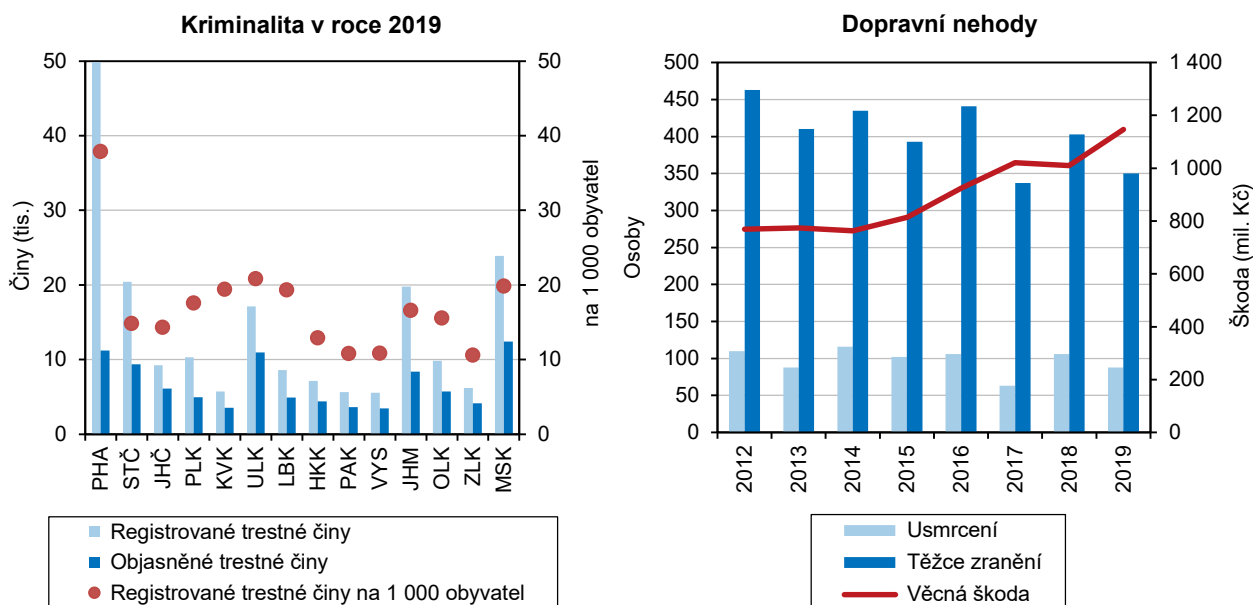 Kriminalita v roce 2019
Činy (tis.)
50
40
30
20
10
0
50
40
30
20
10
0
na 1 000 obyvatel
PHA
STČ
JHČ
PLK
KVK
ULK
LBK
HKK
PAK
VYS
JHM
OLK
ZLK
MSK
Registrované trestné činy
Objasněné trestné činy
Registrované trestné činy na 1 000 obyvatel
Dopravní nehody
Osoby
500
450
400
350
300
250
200
150
100
50
0
1 400
1 200
1 000
800
600
400
200
0
Škoda (mil. Kč)
2012
2013
2014
2015
2016
2017
2018
2019
Usmrcení
Těžce zranění
Věcná škoda